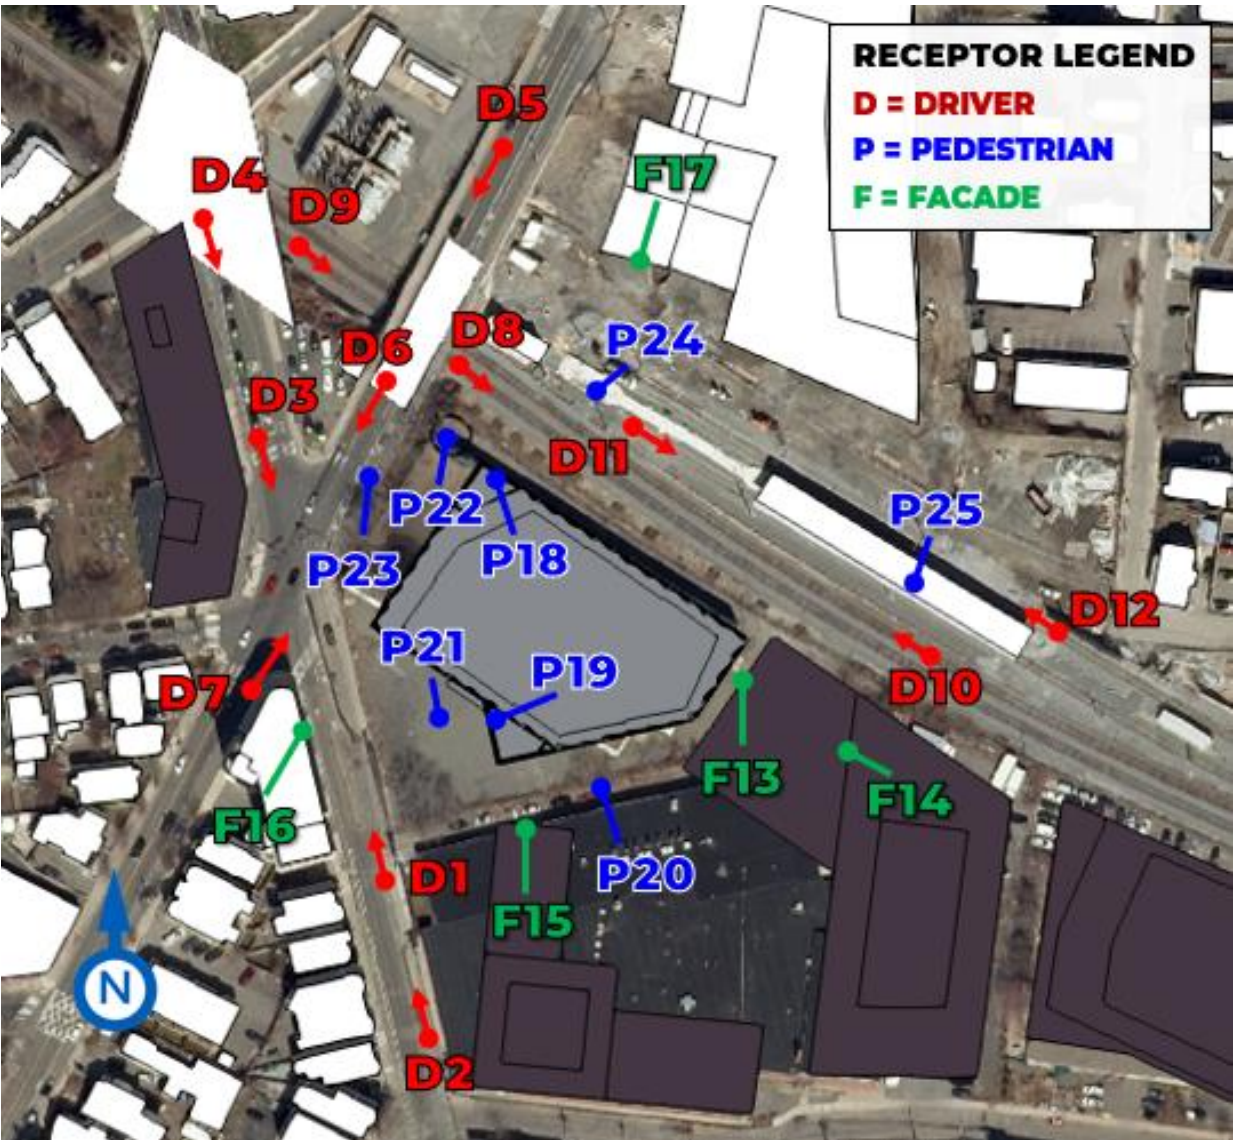 RECEPTOR LEGEND
D = DRIVER
P = PEDESTRIAN
F = FACADE
D5
D4
F17
D9
D8
P24
D6
D3
D11
P22
P25
P18
P23
D12
P21
P19
D7
D10
F13
F14
F16
D1
P20
F15
N
D2